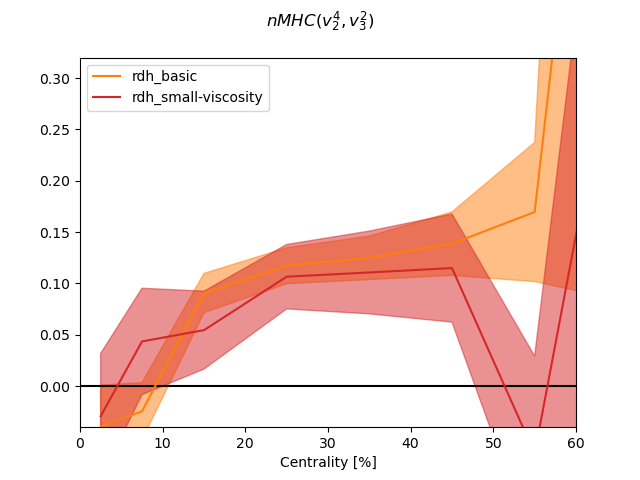 nMHC(v₂⁴, v₃²)
rdh_basic
rdh_small-viscosity
0.30
0.25
0.20
0.15
0.10
0.05
0.00
0 10 20 30 40 50 60
Centrality [%]